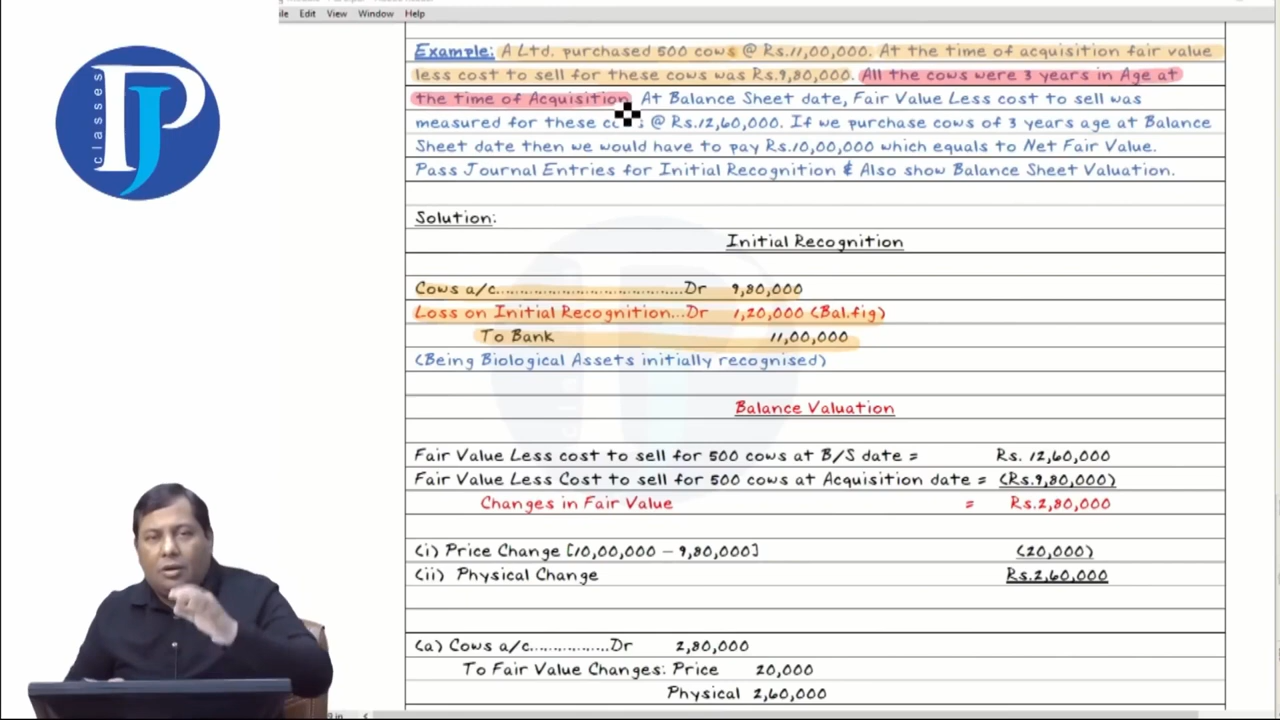 Edit View Window Help
classes
PJ
Example: A Ltd. purchased 500 cows @ Rs.11,00,000. At the time of acquisition fair value
less cost to sell for these cows was Rs.9,80,000. All the cows were 3 years in Age at
the time of Acquisition. At Balance Sheet date, Fair Value Less cost to sell was
measured for these @ Rs.12,60,000. If we purchase cows of 3 years age at Balance
Sheet date then we would have to pay Rs.10,00,000 which equals to Net Fair Value.
Pass Journal Entries for Initial Recognition & Also show Balance Sheet Valuation.
Solution:
Initial Recognition
Cows a/c.......................................Dr 9,80,000
Loss on Initial Recognition...Dr 1,20,000 (Bal.fig)
To Bank 11,00,000
(Being Biological Assets initially recognised)
Balance Valuation
Fair Value Less cost to sell for 500 cows at B/S date = Rs. 12,60,000
Fair Value Less Cost to sell for 500 cows at Acquisition date = (Rs.9,80,000)
Changes in Fair Value = Rs.2,80,000
(i) Price Change [10,00,000 – 9,80,000] (20,000)
(ii) Physical Change Rs.2,60,000
(a) Cows a/c................Dr 2,80,000
To Fair Value Changes: Price 20,000
Physical 2,60,000